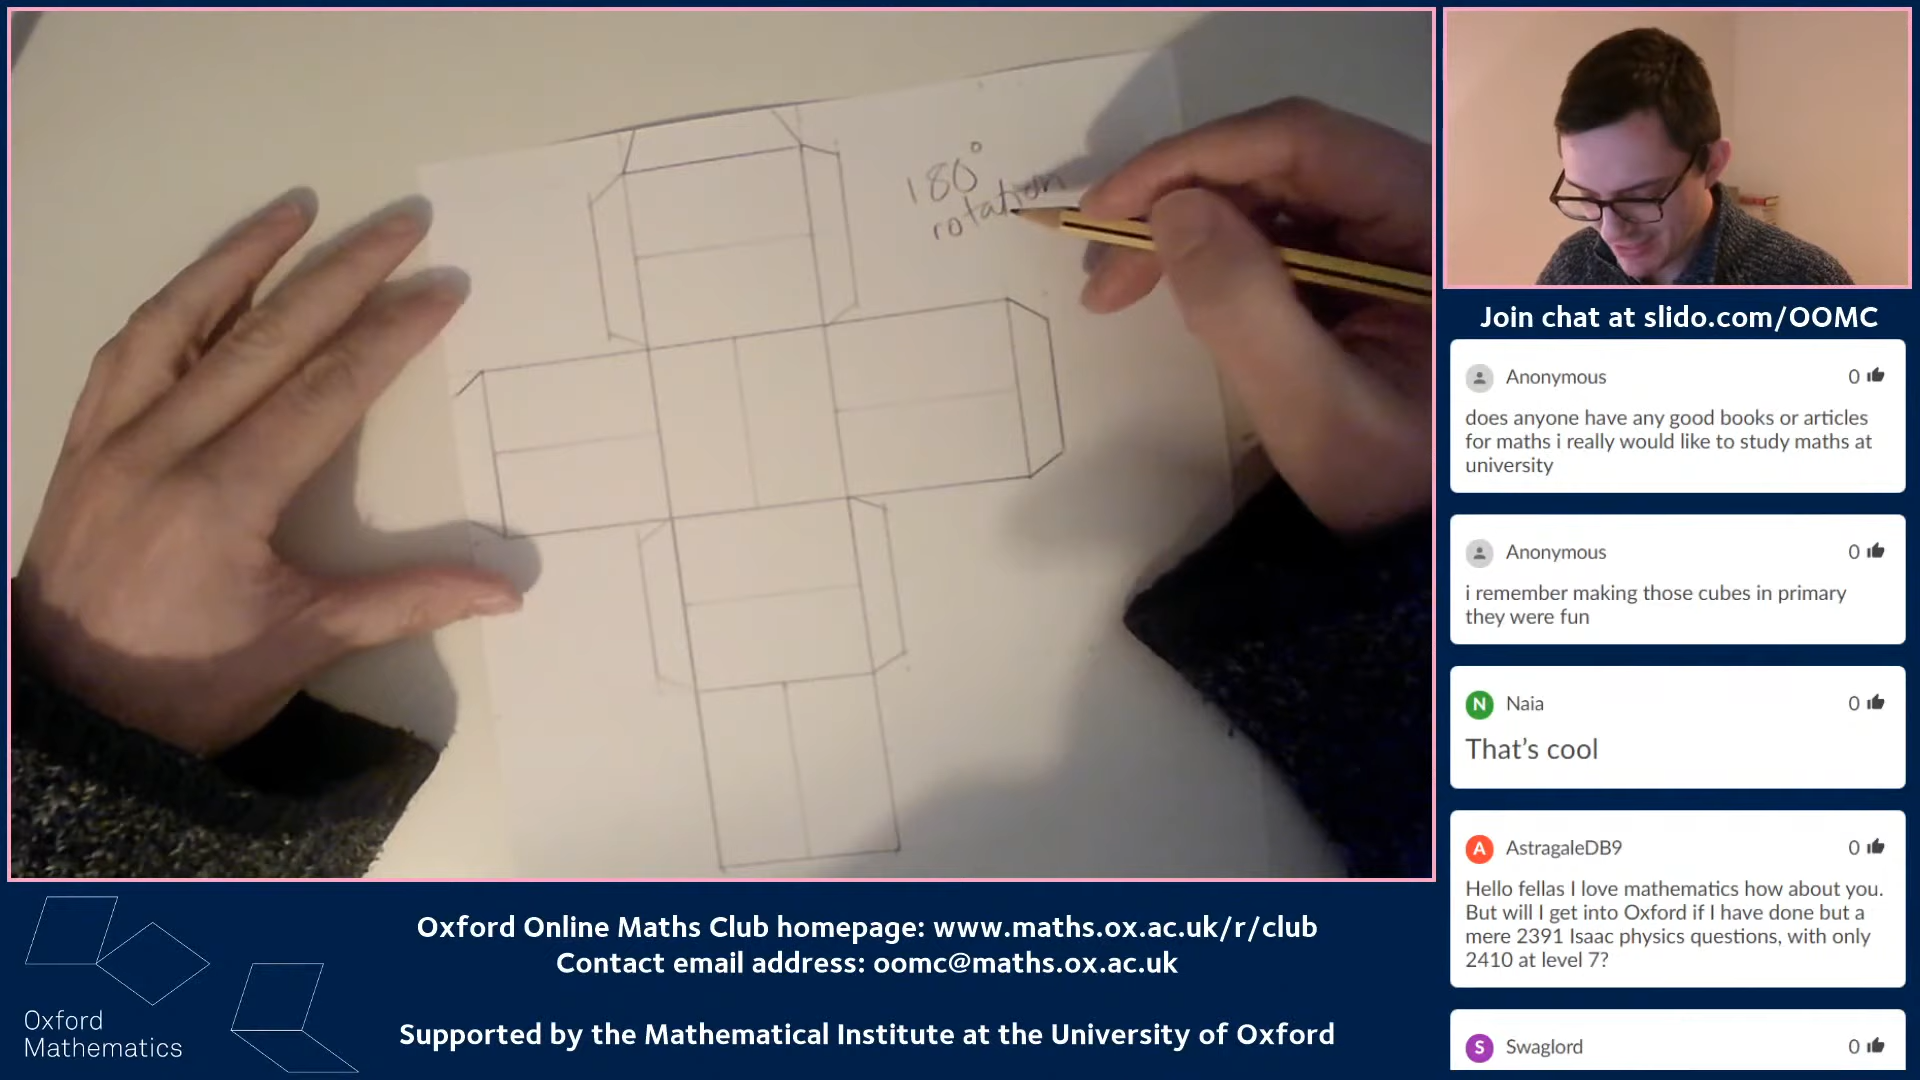 180°
rotation
Join chat at slido.com/OOMC
Anonymous
0
does anyone have any good books or articles
for maths i really would like to study maths at
university
Anonymous
0
i remember making those cubes in primary
they were fun
N
Naia
0
That’s cool
A
AstragaleDB9
0
Hello fellas I love mathematics how about you.
But will I get into Oxford if I have done but a
mere 2391 Isaac physics questions, with only
2410 at level 7?
S
Swaglord
0
Oxford Online Maths Club homepage: www.maths.ox.ac.uk/r/club
Contact email address: oomc@maths.ox.ac.uk
Supported by the Mathematical Institute at the University of Oxford
Oxford
Mathematics